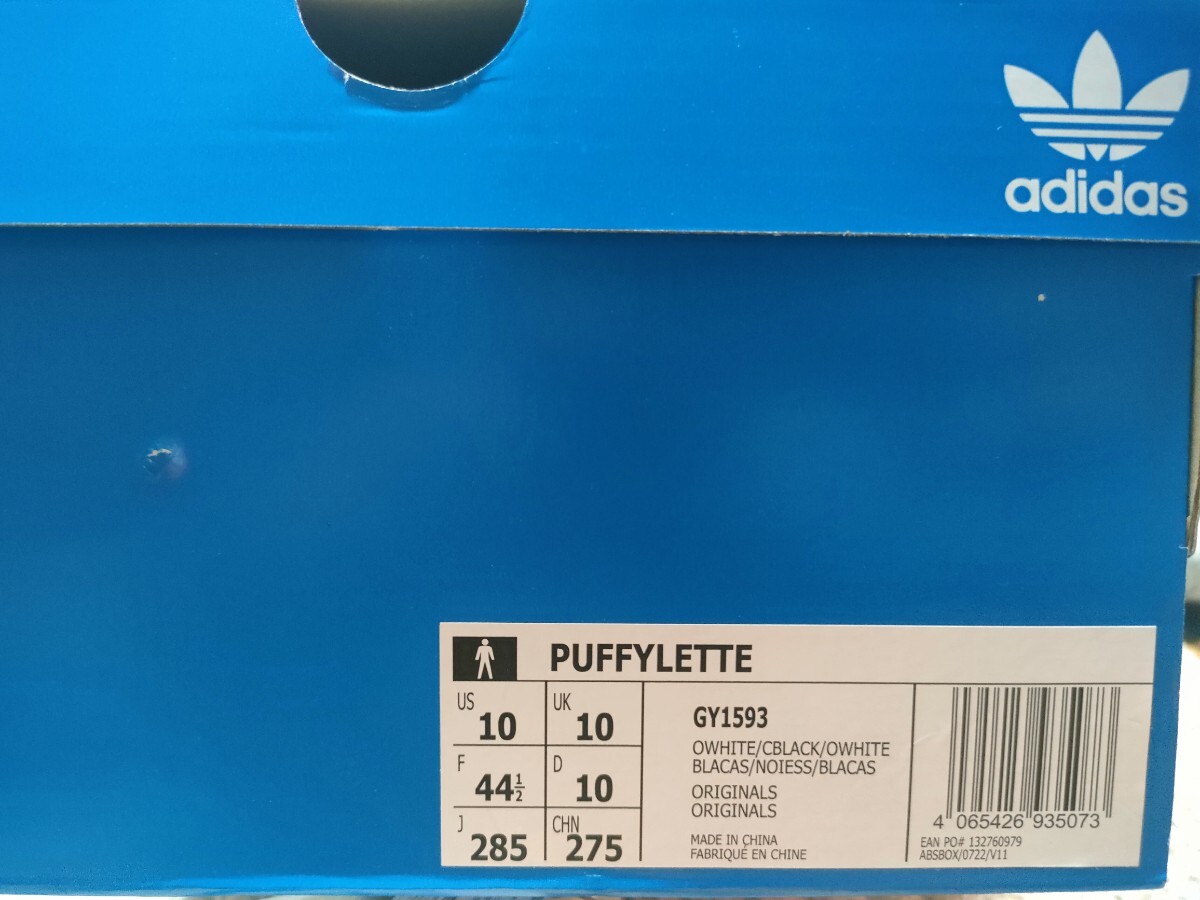 adidas
PUFFYLETTE
US 10 UK 10
F 44½ D 10
J 285 CHN 275
GY1593
OWHITE/CBLACK/OWHITE
BLACAS/NOIESS/BLACAS
ORIGINALS
ORIGINALS
MADE IN CHINA
FABRIQUÉ EN CHINE
4 065426 935073
EAN PO# 132760979
ABSBOX/0722/V11